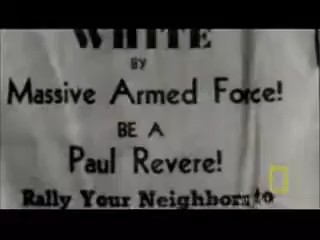 WHITE
BY
Massive Armed Force!
BE A
Paul Revere!
Rally Your Neighbors to